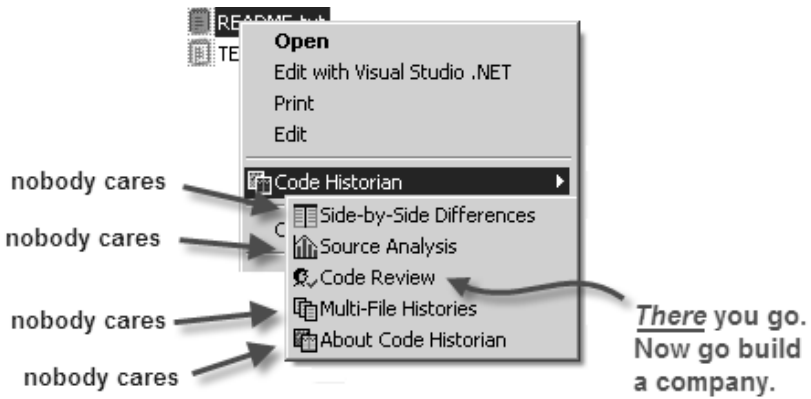 README.txt
TE
Open
Edit with Visual Studio .NET
Print
Edit
nobody cares
Code Historian
Side-by-Side Differences
nobody cares
C
Source Analysis
Code Review
nobody cares
Multi-File Histories
nobody cares
About Code Historian
There you go.
Now go build
a company.